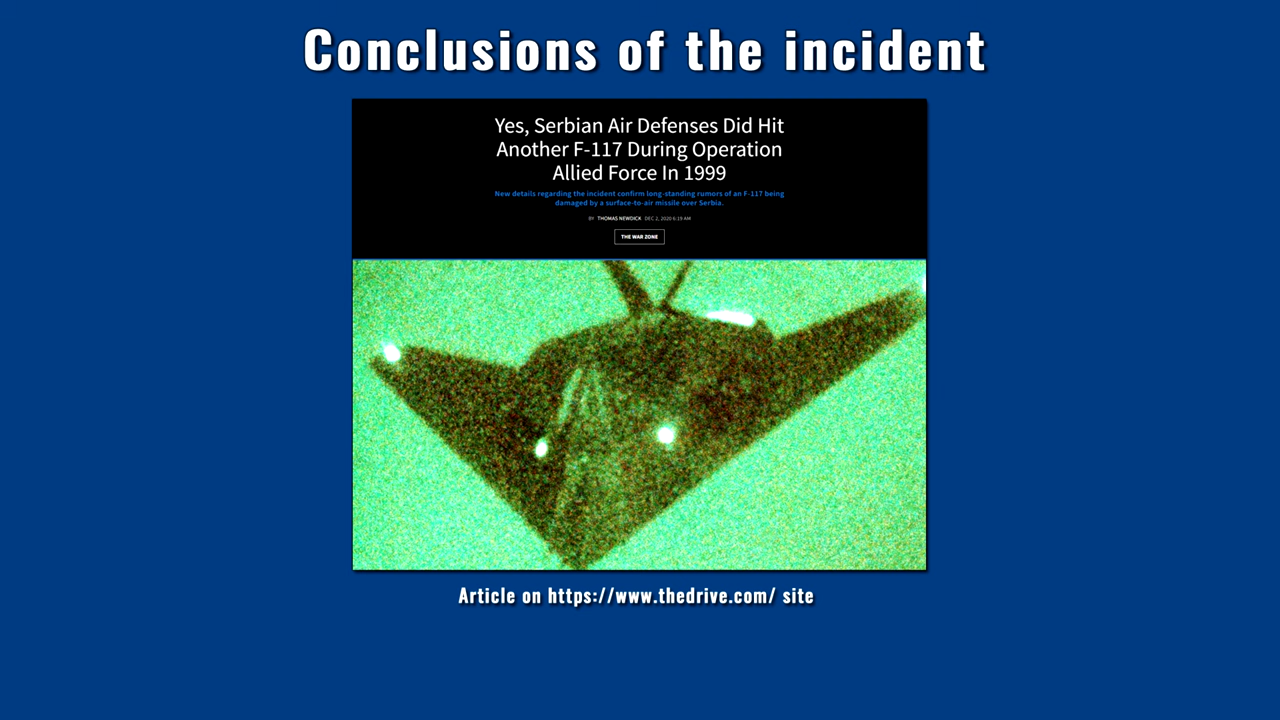 Conclusions of the incident
Yes, Serbian Air Defenses Did Hit
Another F-117 During Operation
Allied Force In 1999
New details regarding the incident confirm long-standing rumors of an F-117 being
damaged by a surface-to-air missile over Serbia.
BY THOMAS NEWDICK DEC 2, 2020 6:19 AM
THE WAR ZONE
Article on https://www.thedrive.com/ site